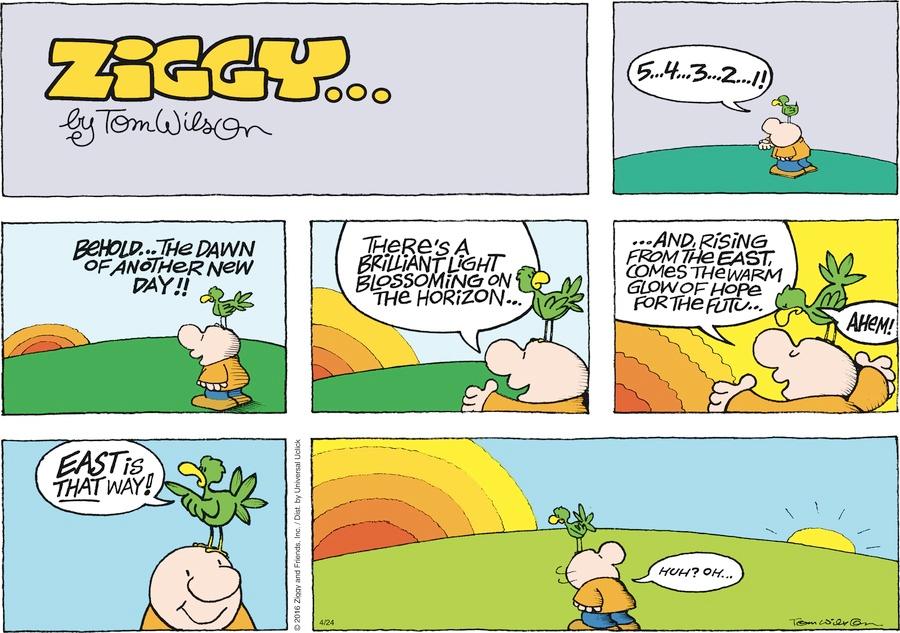 ZiGGY...
by Tom Wilson
5...4...3...2...1!
BEHOLD...THE DAWN
OF ANOTHER NEW
DAY!!
THERE'S A
BRILLIANT LIGHT
BLOSSOMING ON
THE HORIZON...
...AND, RISING
FROM THE EAST,
COMES THE WARM
GLOW OF HOPE
FOR THE FUTU...
AHEM!
EAST iS
THAT WAY!
© 2016 Ziggy and Friends, Inc. / Dist. by Universal Uclick
HUH? OH...
4/24
Tom Wilson